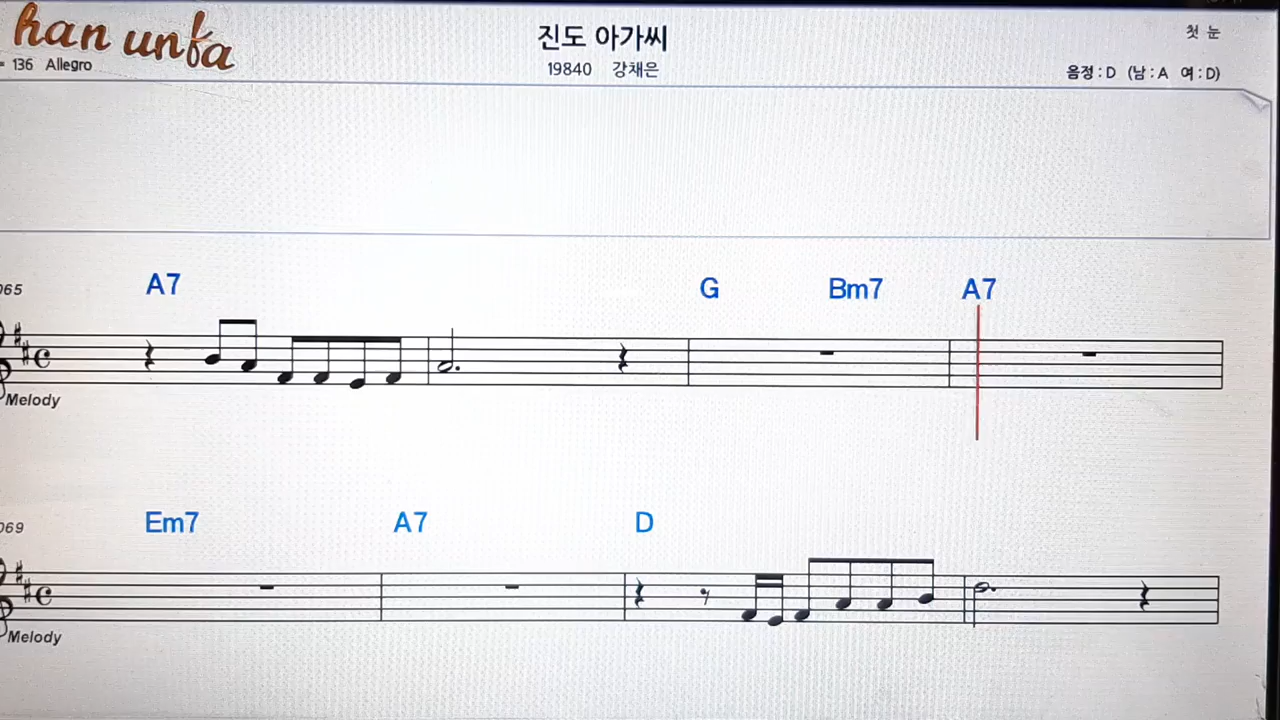 han unfa
진도 아가씨
첫 눈
= 136 Allegro
19840 강채은
음정 : D (남 : A 여 : D)
065
A7 G Bm7 A7
Melody
069
Em7 A7 D
Melody